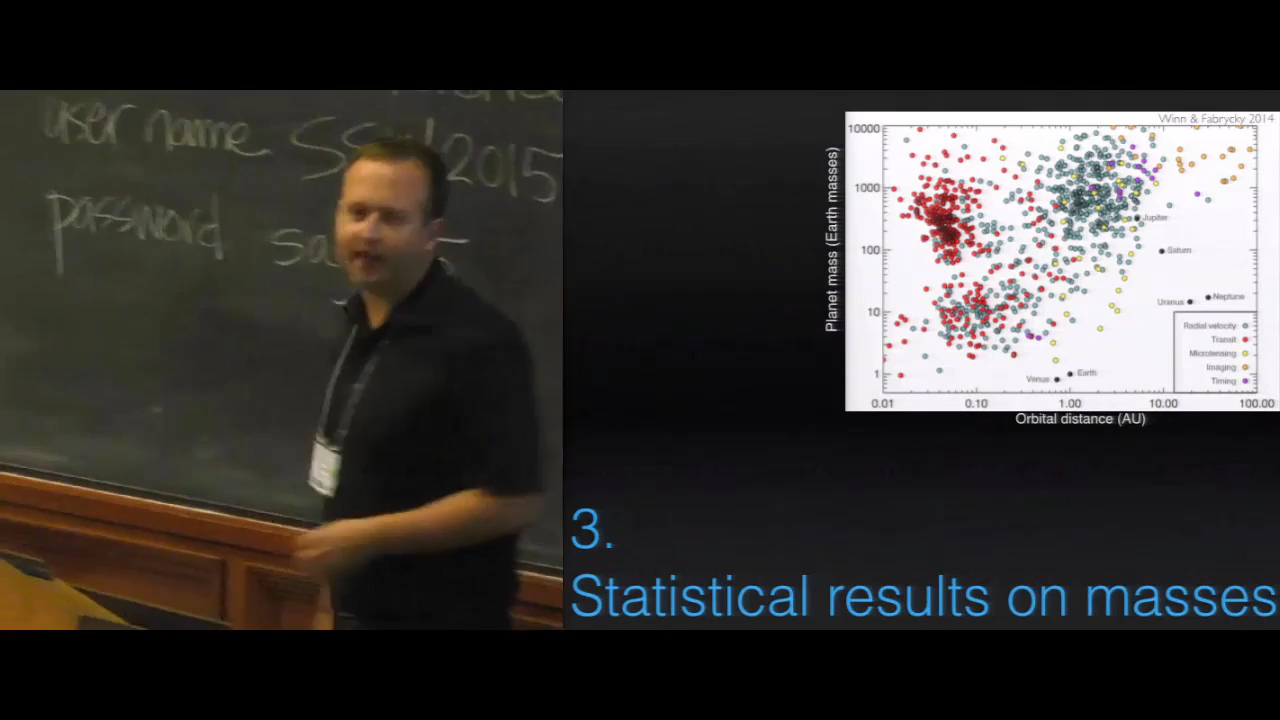 user name SSW 2015
password
Winn & Fabrycky 2014
Planet mass (Earth masses)
10000
1000
100
10
1
Jupiter
Saturn
Neptune
Uranus
Earth
Venus
Radial velocity
Transit
Microlensing
Imaging
Timing
0.01 0.10 1.00 10.00 100.00
Orbital distance (AU)
3.
Statistical results on masses